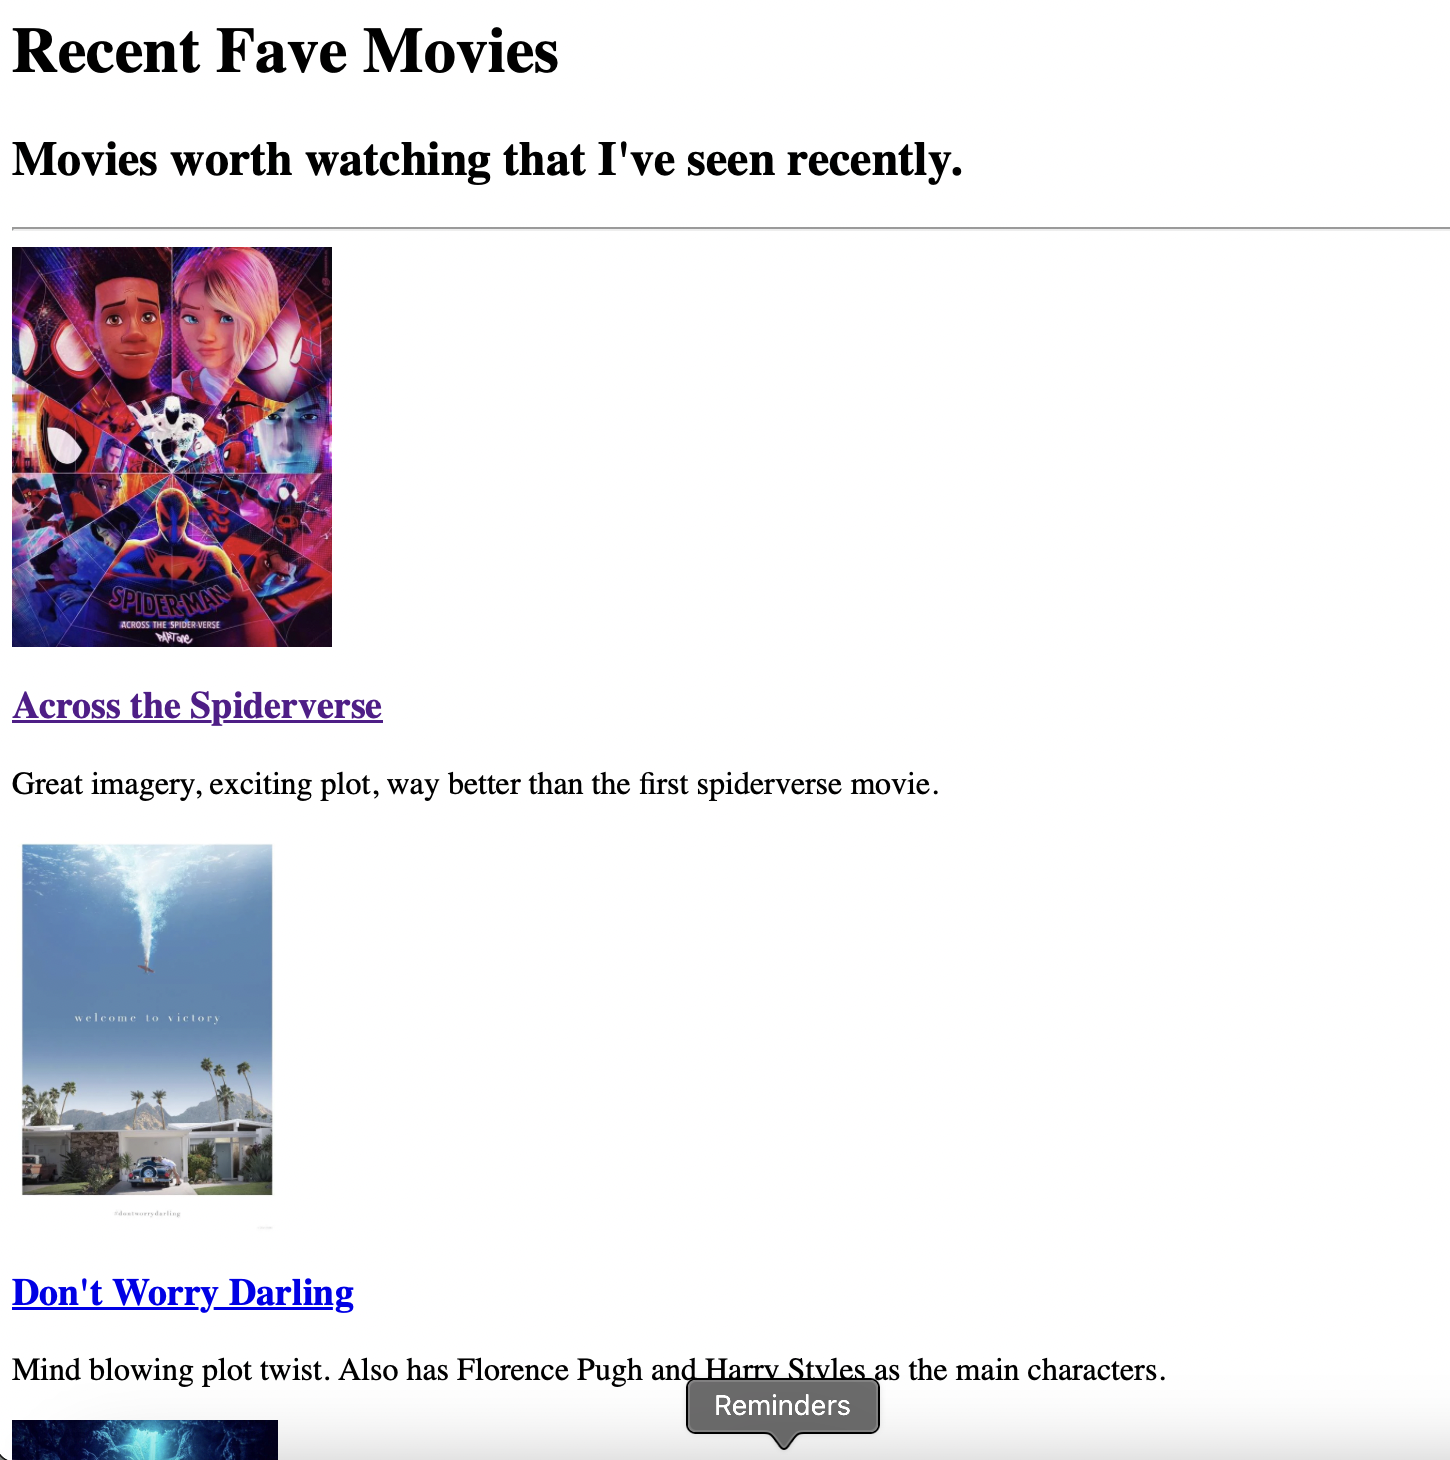 Recent Fave Movies
Movies worth watching that I've seen recently.
SPIDER-MAN
ACROSS THE SPIDER-VERSE
PART One
Across the Spiderverse
Great imagery, exciting plot, way better than the first spiderverse movie.
welcome to victory
#dontworrydarling
Don't Worry Darling
Mind blowing plot twist. Also has Florence Pugh and Harry Styles as the main characters.
Reminders